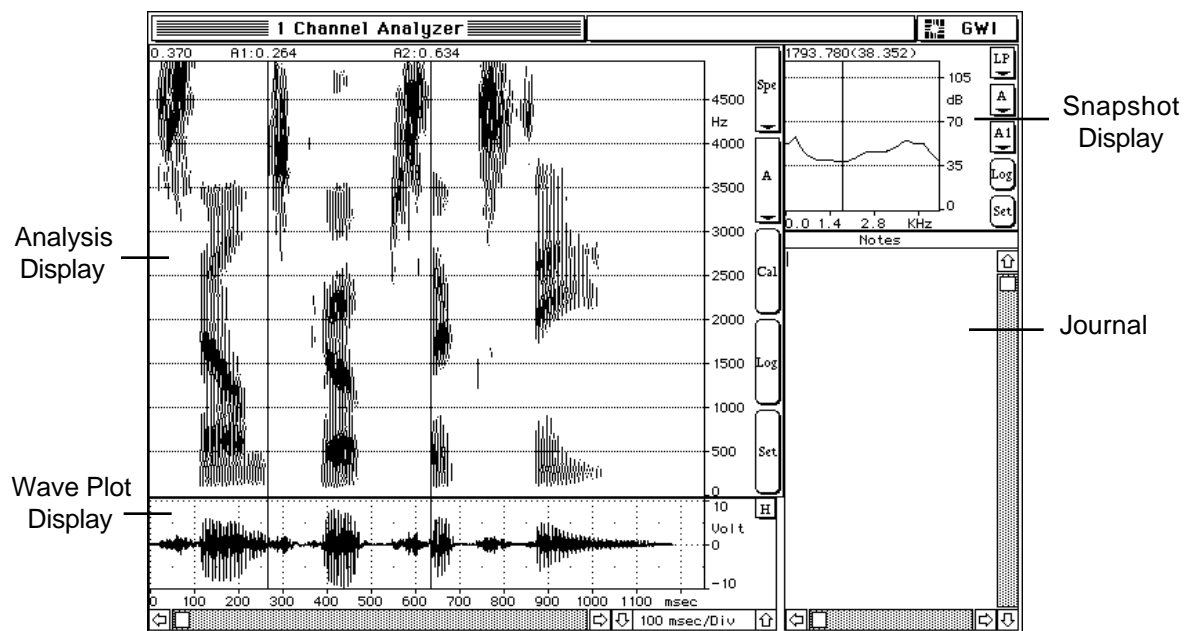 1 Channel Analyzer
GWI
0.370 A1:0.264 A2:0.634
Spe
A
Cal
Log
Set
4500
Hz
4000
3500
3000
2500
2000
1500
1000
500
0
1793.780(38.352)
105
dB
70
35
0
0.0 1.4 2.8 KHz
LP
A
A1
Log
Set
Notes
Snapshot
Display
Analysis
Display
Journal
Wave Plot
Display
10
Volt
0
-10
H
0 100 200 300 400 500 600 700 800 900 1000 1100 msec
100 msec/Div